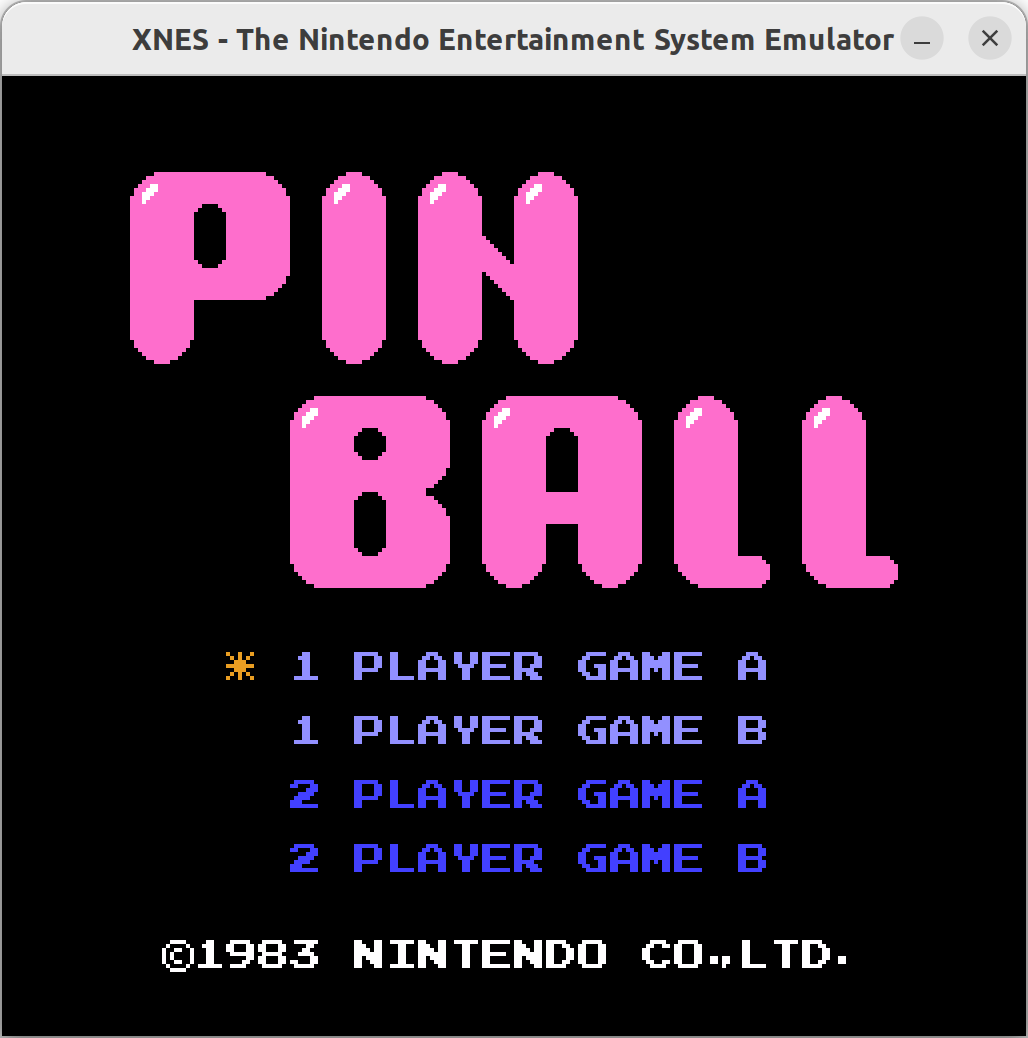 XNES - The Nintendo Entertainment System Emulator
PIN
BALL
* 1 PLAYER GAME A
1 PLAYER GAME B
2 PLAYER GAME A
2 PLAYER GAME B
©1983 NINTENDO CO.,LTD.